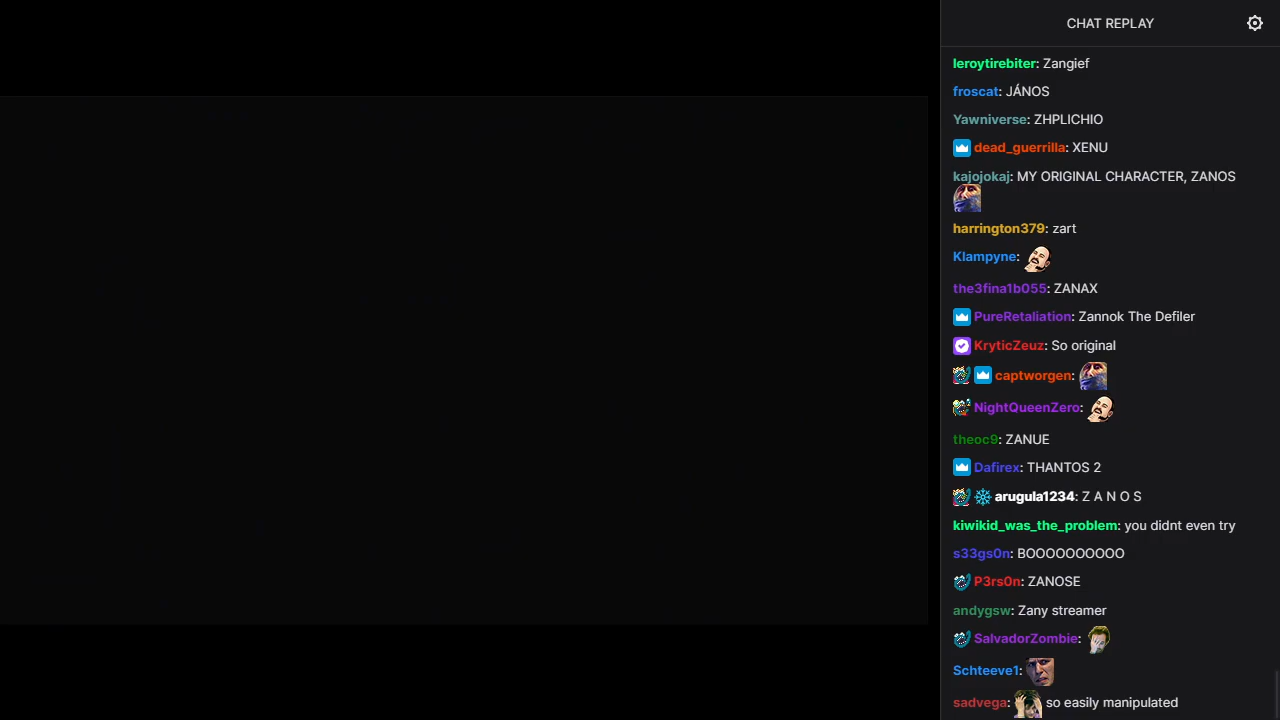 CHAT REPLAY
leroytirebiter: Zangief
froscat: JÁNOS
Yawniverse: ZHPLICHIO
dead_guerrilla: XENU
kajojokaj: MY ORIGINAL CHARACTER, ZANOS
harrington379: zart
Klampyne:
the3fina1b055: ZANAX
PureRetaliation: Zannok The Defiler
KryticZeuz: So original
captworgen:
NightQueenZero:
theoc9: ZANUE
Dafirex: THANTOS 2
arugula1234: Z A N O S
kiwikid_was_the_problem: you didnt even try
s33gs0n: BOOOOOOOOOO
P3rs0n: ZANOSE
andygsw: Zany streamer
SalvadorZombie:
Schteeve1:
sadvega: so easily manipulated